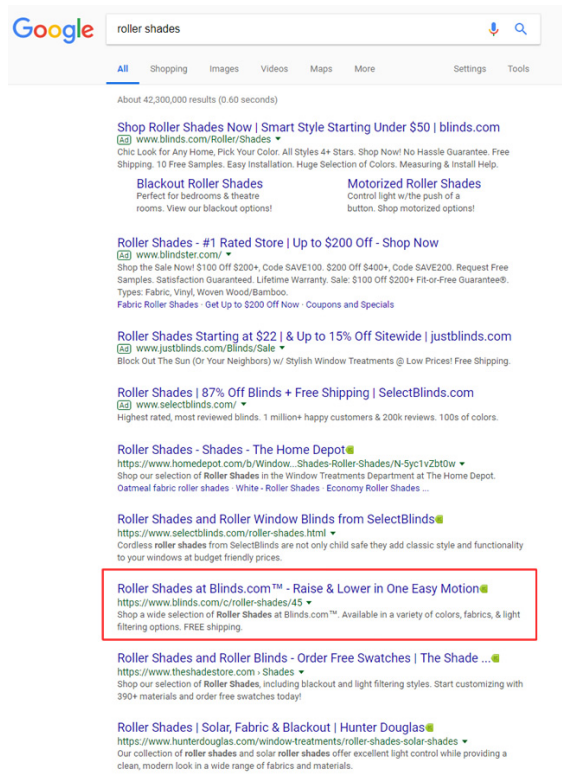 Google
roller shades
All Shopping Images Videos Maps More Settings Tools
About 42,300,000 results (0.60 seconds)
Shop Roller Shades Now | Smart Style Starting Under $50 | blinds.com
Ad www.blinds.com/Roller/Shades
Chic Look for Any Home, Pick Your Color. All Styles 4+ Stars. Shop Now! No Hassle Guarantee. Free
Shipping. 10 Free Samples. Easy Installation. Huge Selection of Colors. Measuring & Install Help.
Blackout Roller Shades
Perfect for bedrooms & theatre
rooms. View our blackout options!
Motorized Roller Shades
Control light w/the push of a
button. Shop motorized options!
Roller Shades - #1 Rated Store | Up to $200 Off - Shop Now
Ad www.blindster.com/
Shop the Sale Now! $100 Off $200+, Code SAVE100. $200 Off $400+, Code SAVE200. Request Free
Samples. Satisfaction Guaranteed. Lifetime Warranty. Sale: $100 Off $200+ Fit-or-Free Guarantee®.
Types: Fabric, Vinyl, Woven Wood/Bamboo.
Fabric Roller Shades · Get Up to $200 Off Now · Coupons and Specials
Roller Shades Starting at $22 | & Up to 15% Off Sitewide | justblinds.com
Ad www.justblinds.com/Blinds/Sale
Block Out The Sun (Or Your Neighbors) w/ Stylish Window Treatments @ Low Prices! Free Shipping.
Roller Shades | 87% Off Blinds + Free Shipping | SelectBlinds.com
Ad www.selectblinds.com/
Highest rated, most reviewed blinds. 1 million+ happy customers & 200k reviews. 100s of colors.
Roller Shades - Shades - The Home Depot
https://www.homedepot.com/b/Window...Shades-Roller-Shades/N-5yc1vZbt0w
Shop our selection of Roller Shades in the Window Treatments Department at The Home Depot.
Oatmeal fabric roller shades · White - Roller Shades · Economy Roller Shades ...
Roller Shades and Roller Window Blinds from SelectBlinds
https://www.selectblinds.com/roller-shades.html
Cordless roller shades from SelectBlinds are not only child safe they add classic style and functionality
to your windows at budget friendly prices.
Roller Shades at Blinds.com™ - Raise & Lower in One Easy Motion
https://www.blinds.com/c/roller-shades/45
Shop a wide selection of Roller Shades at Blinds.com™. Available in a variety of colors, fabrics, & light
filtering options. FREE shipping.
Roller Shades and Roller Blinds - Order Free Swatches | The Shade ...
https://www.theshadestore.com › Shades
Shop our selection of Roller Shades, including blackout and light filtering styles. Start customizing with
390+ materials and order free swatches today!
Roller Shades | Solar, Fabric & Blackout | Hunter Douglas
https://www.hunterdouglas.com/window-treatments/roller-shades-solar-shades
Our collection of roller shades and solar roller shades offer excellent light control while providing a
clean, modern look in a wide range of fabrics and materials.